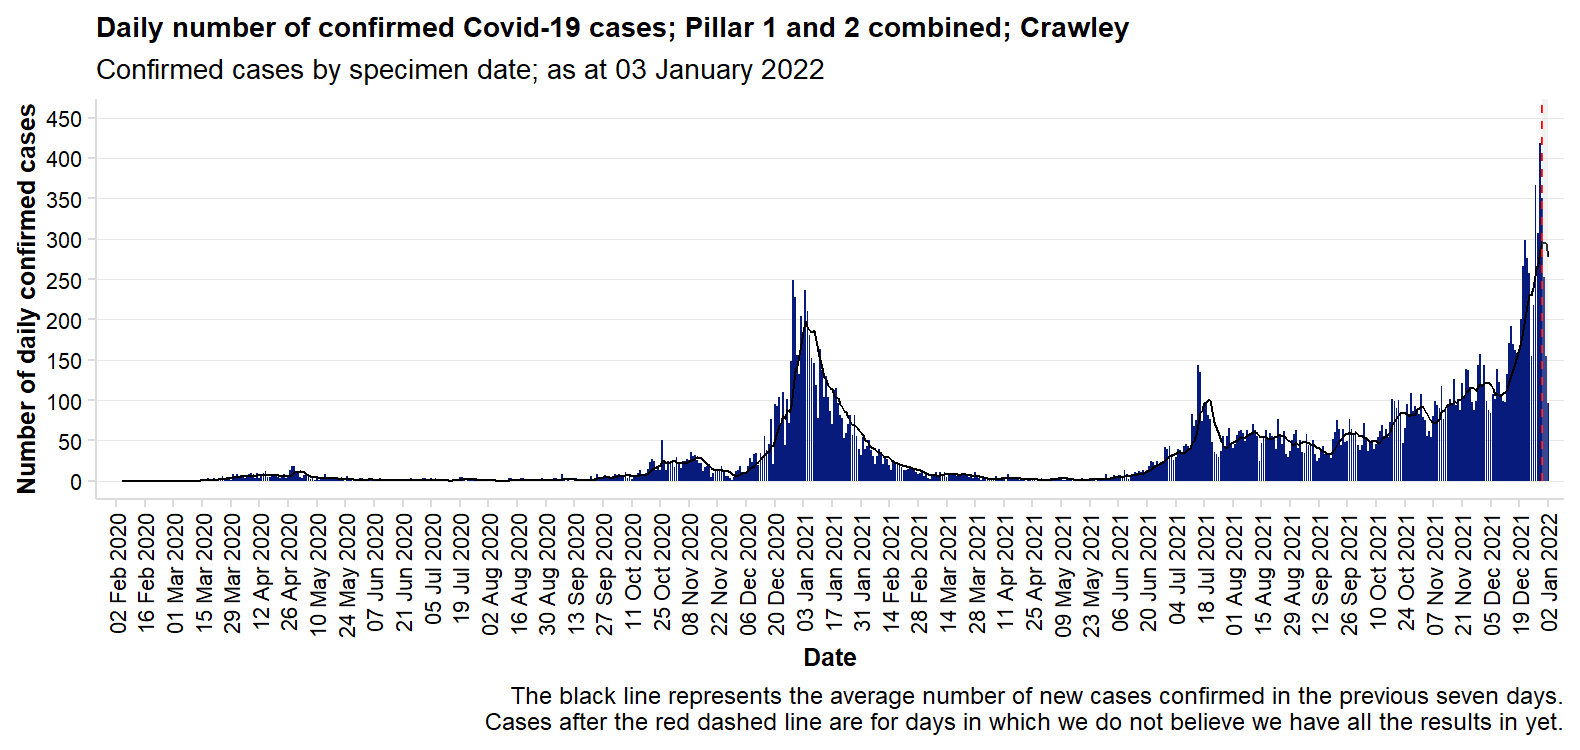 Daily number of confirmed Covid-19 cases; Pillar 1 and 2 combined; Crawley
Confirmed cases by specimen date; as at 03 January 2022
Number of daily confirmed cases
450
400
350
300
250
200
150
100
50
0
02 Feb 2020
16 Feb 2020
01 Mar 2020
15 Mar 2020
29 Mar 2020
12 Apr 2020
26 Apr 2020
10 May 2020
24 May 2020
07 Jun 2020
21 Jun 2020
05 Jul 2020
19 Jul 2020
02 Aug 2020
16 Aug 2020
30 Aug 2020
13 Sep 2020
27 Sep 2020
11 Oct 2020
25 Oct 2020
08 Nov 2020
22 Nov 2020
06 Dec 2020
20 Dec 2020
03 Jan 2021
17 Jan 2021
31 Jan 2021
14 Feb 2021
28 Feb 2021
14 Mar 2021
28 Mar 2021
11 Apr 2021
25 Apr 2021
09 May 2021
23 May 2021
06 Jun 2021
20 Jun 2021
04 Jul 2021
18 Jul 2021
01 Aug 2021
15 Aug 2021
29 Aug 2021
12 Sep 2021
26 Sep 2021
10 Oct 2021
24 Oct 2021
07 Nov 2021
21 Nov 2021
05 Dec 2021
19 Dec 2021
02 Jan 2022
Date
The black line represents the average number of new cases confirmed in the previous seven days.
Cases after the red dashed line are for days in which we do not believe we have all the results in yet.